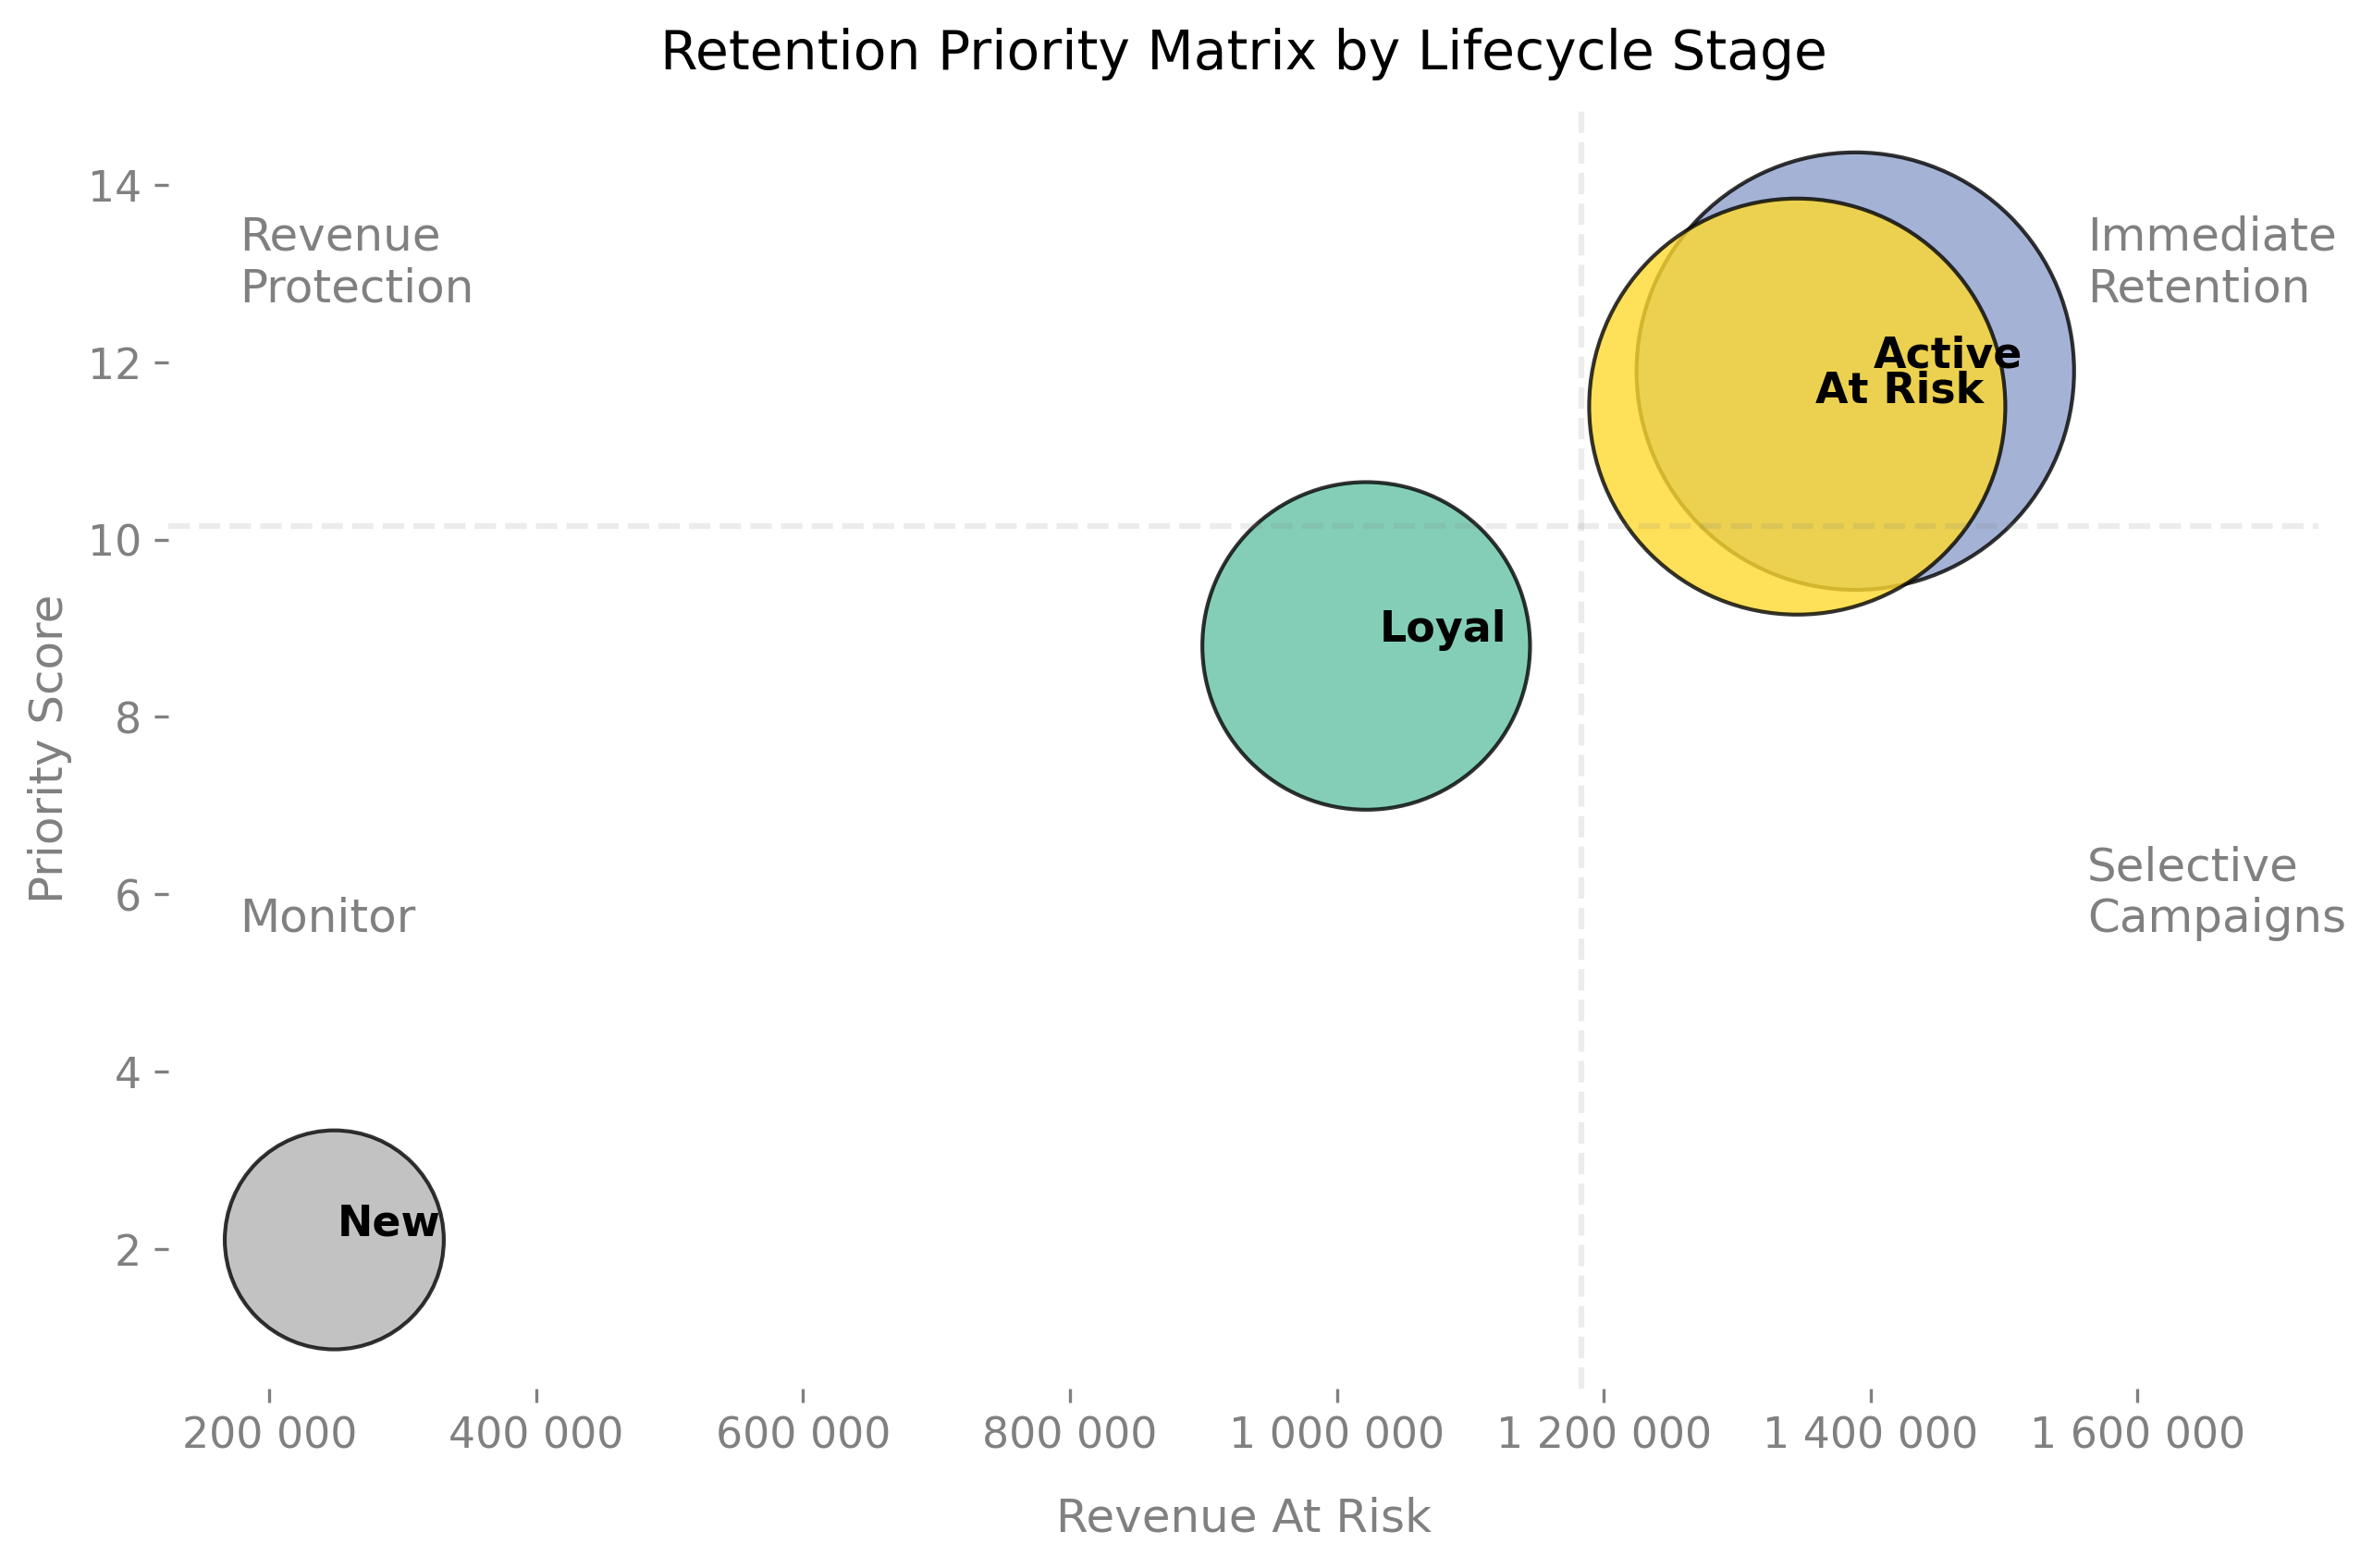 Retention Priority Matrix by Lifecycle Stage
14
Revenue
Protection
Immediate
Retention
12
Active
At Risk
10
Loyal
8
Priority Score
6
Selective
Campaigns
Monitor
4
New
2
200 000
400 000
600 000
800 000
1 000 000
1 200 000
1 400 000
1 600 000
Revenue At Risk